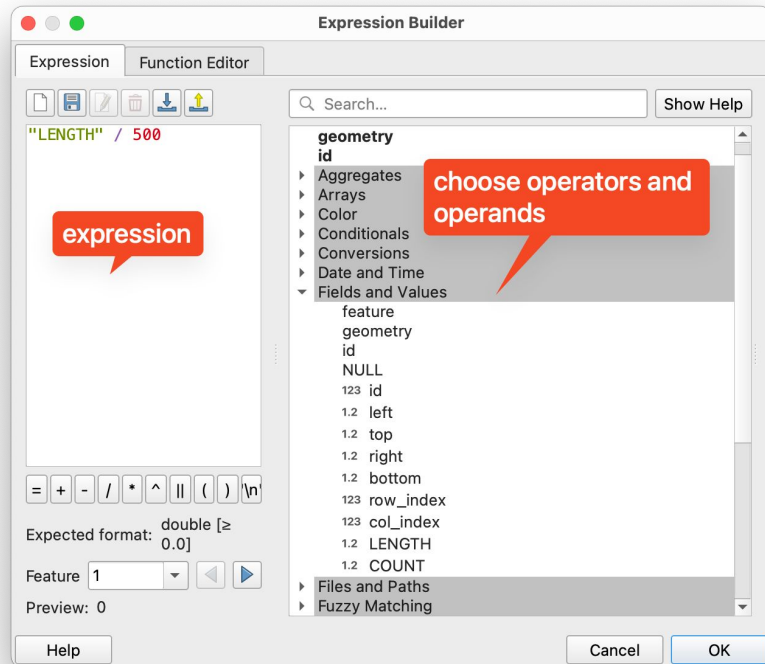 Expression Builder
Expression
Function Editor
Search...
Show Help
"LENGTH" / 500
expression
geometry
id
Aggregates
Arrays
Color
Conditionals
Conversions
Date and Time
Fields and Values
choose operators and
operands
feature
geometry
id
NULL
123 id
1.2 left
1.2 top
1.2 right
1.2 bottom
123 row_index
123 col_index
1.2 LENGTH
1.2 COUNT
Files and Paths
Fuzzy Matching
= + - / * ^ || ( ) '\n'
Expected format: double [≥
0.0]
Feature 1
Preview: 0
Help
Cancel
OK